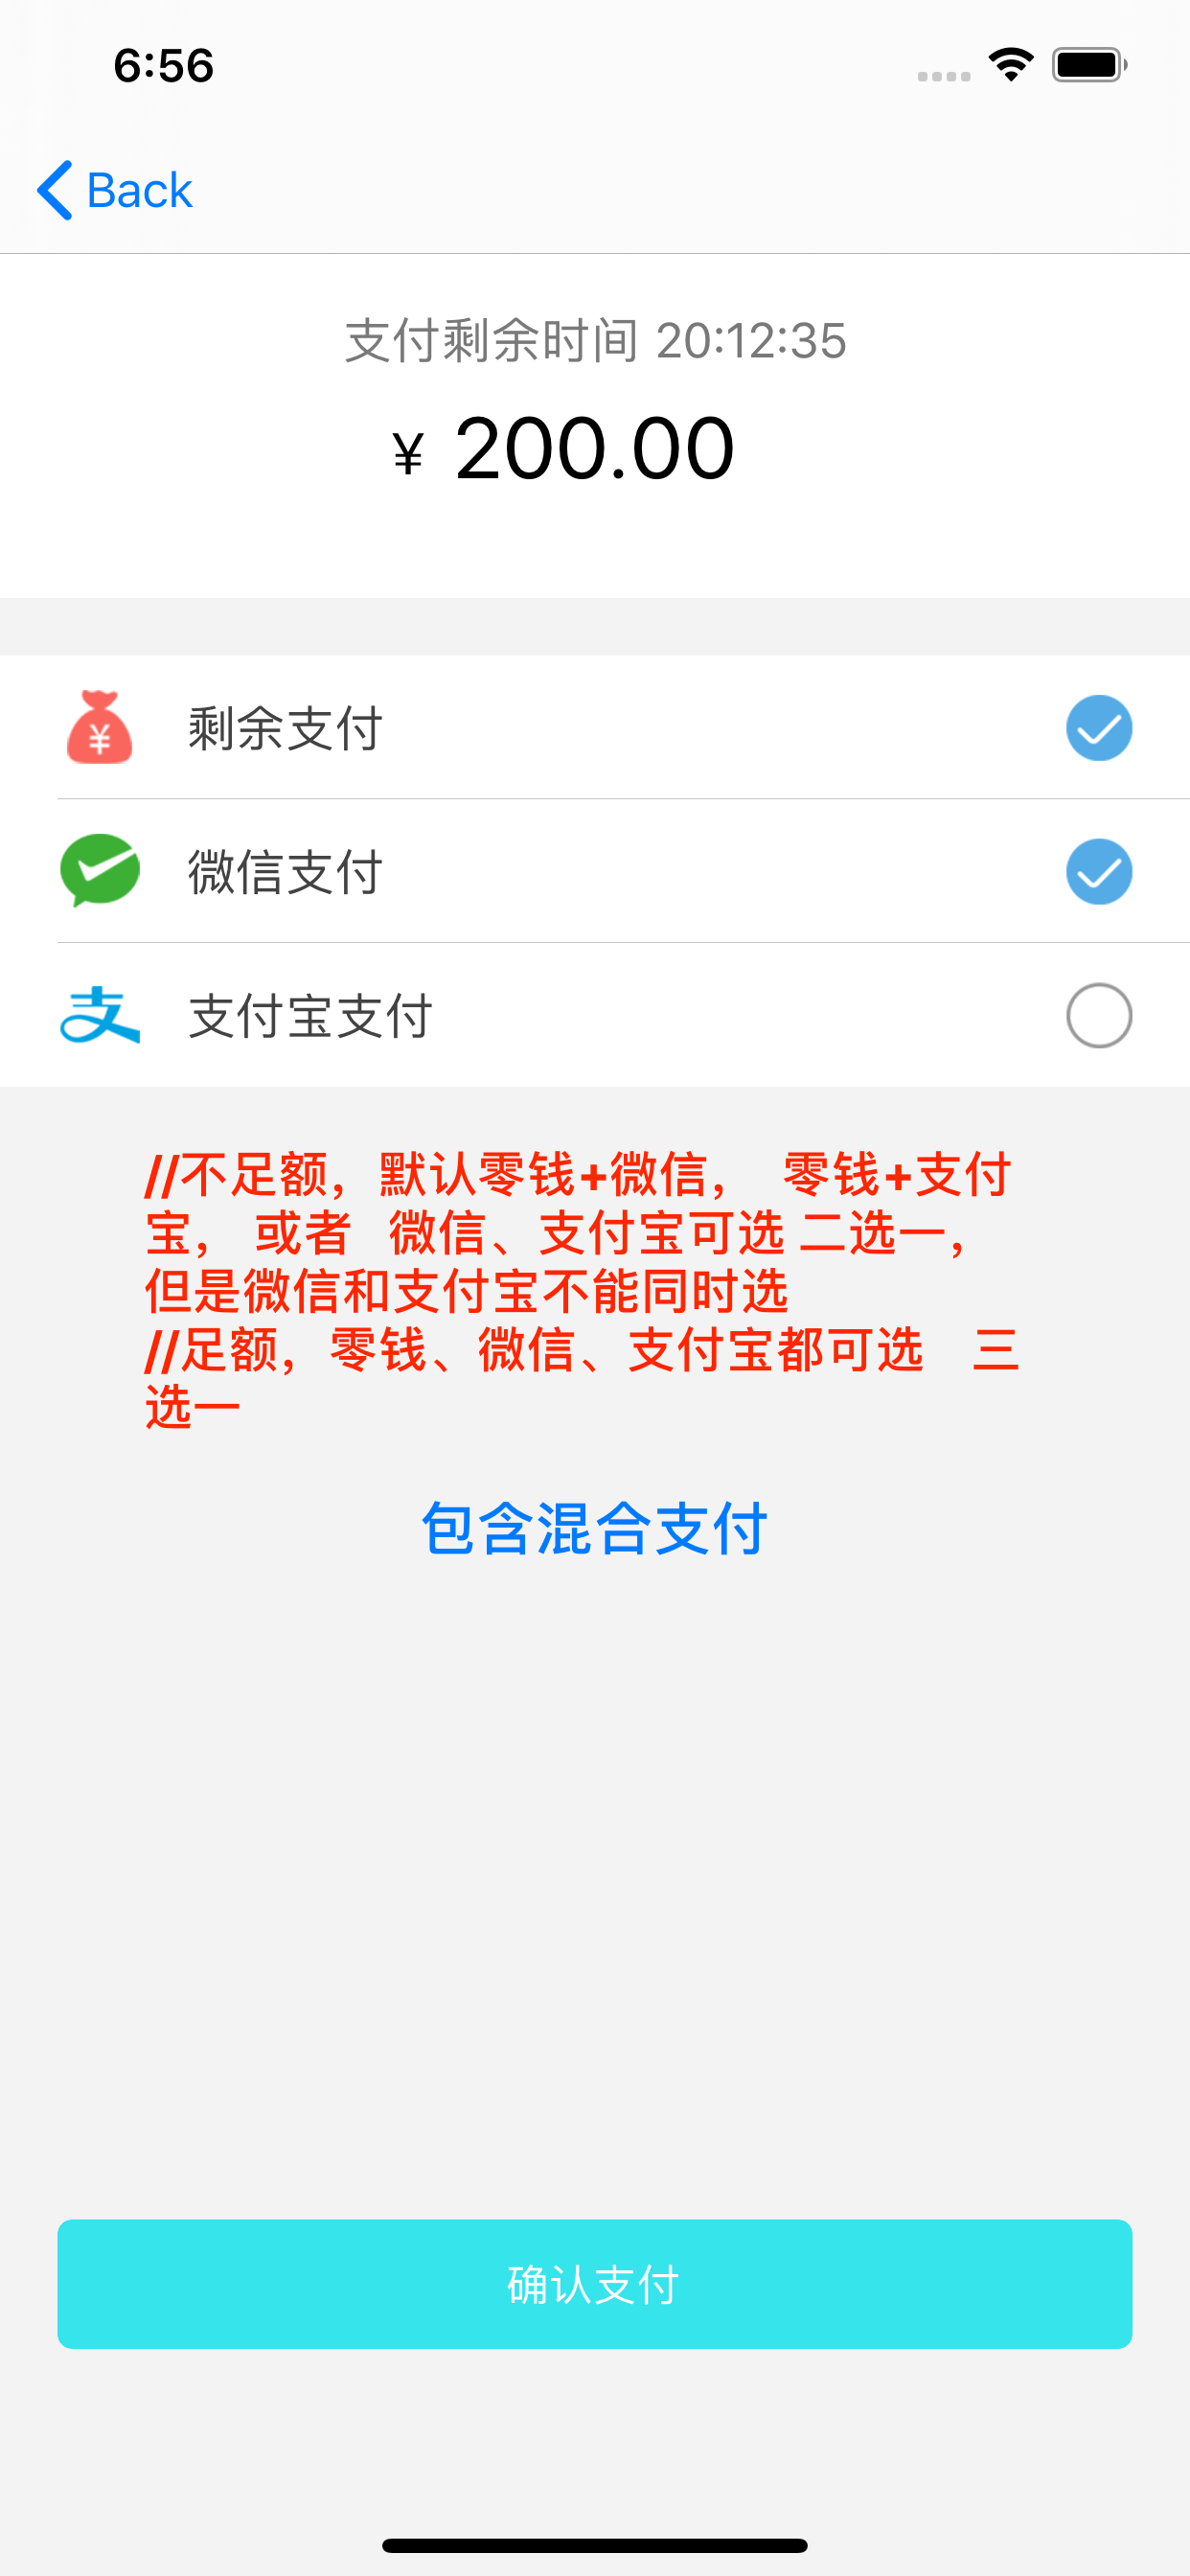 6:56
Back
支付剩余时间 20:12:35
¥ 200.00
剩余支付
微信支付
支付宝支付
//不足额，默认零钱+微信， 零钱+支付
宝， 或者 微信、支付宝可选 二选一，
但是微信和支付宝不能同时选
//足额，零钱、微信、支付宝都可选 三
选一
包含混合支付
确认支付